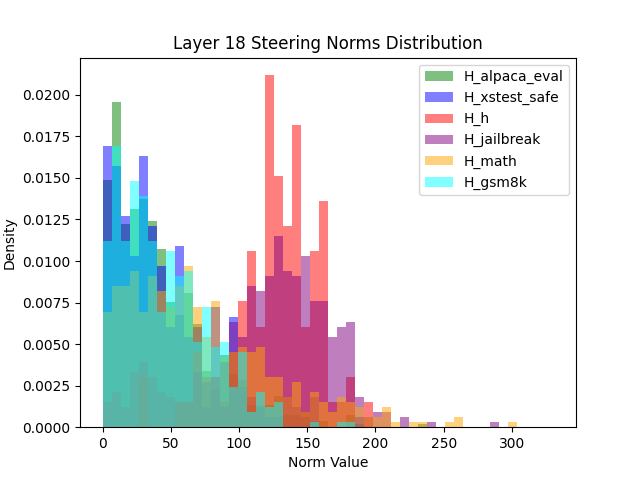 Layer 18 Steering Norms Distribution
H_alpaca_eval
H_xstest_safe
H_h
H_jailbreak
H_math
H_gsm8k
Density
0.0200
0.0175
0.0150
0.0125
0.0100
0.0075
0.0050
0.0025
0.0000
0
50
100
150
200
250
300
Norm Value